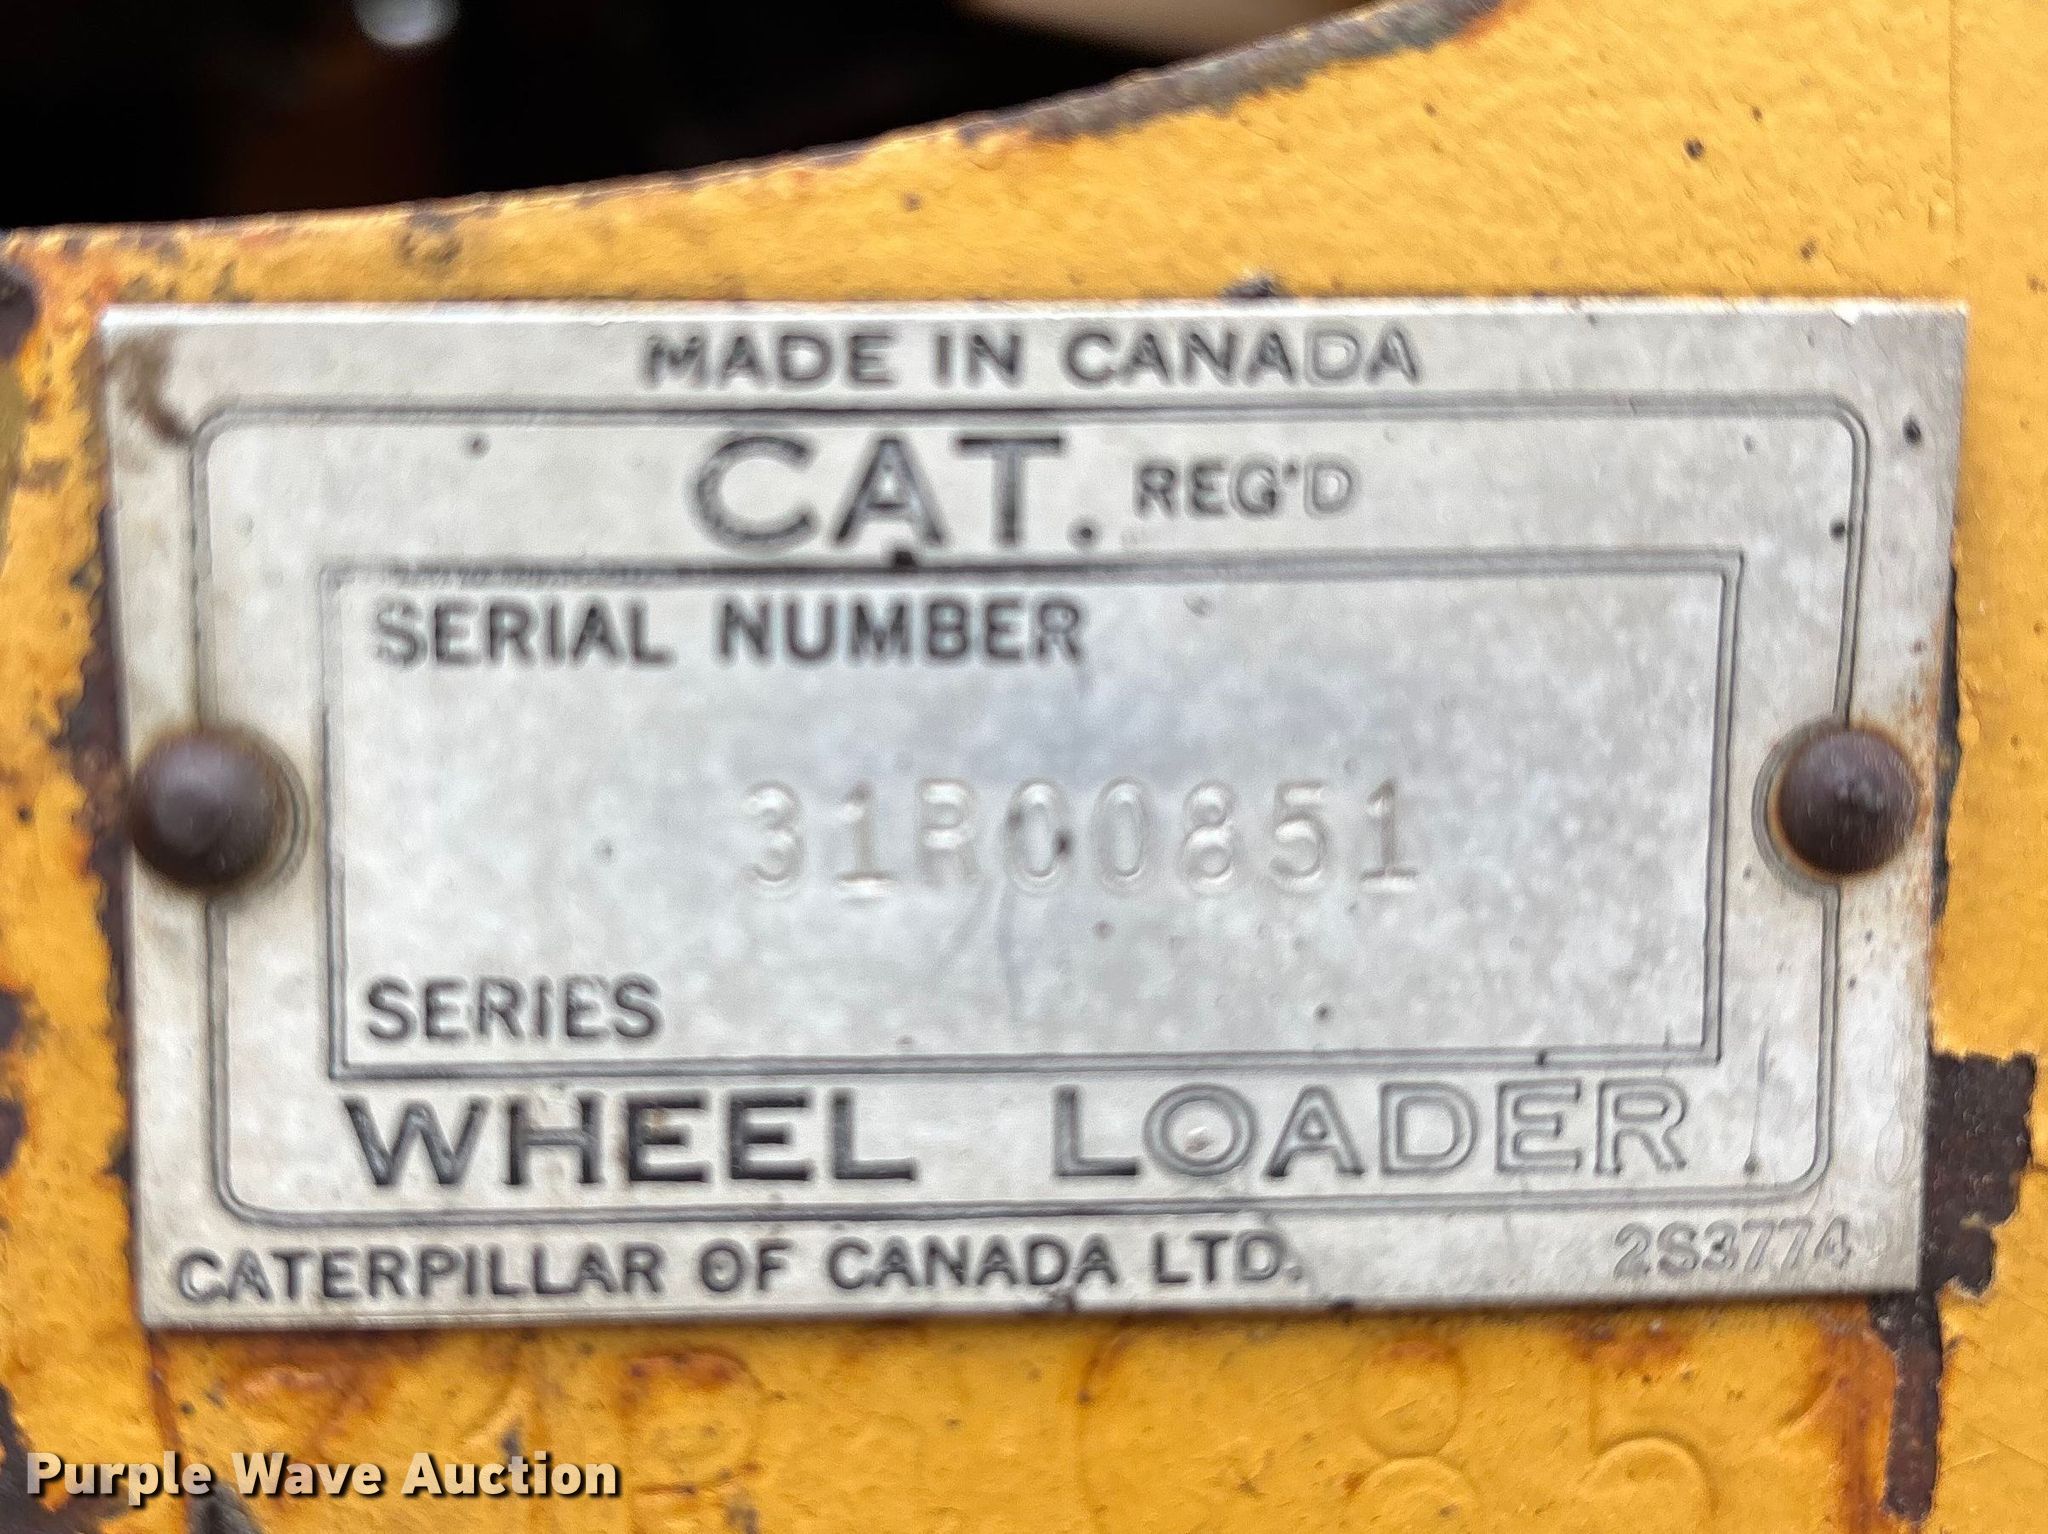 MADE IN CANADA
CAT. REG'D
SERIAL NUMBER
31R00851
SERIES
WHEEL LOADER
CATERPILLAR OF CANADA LTD. 2S3774
Purple Wave Auction